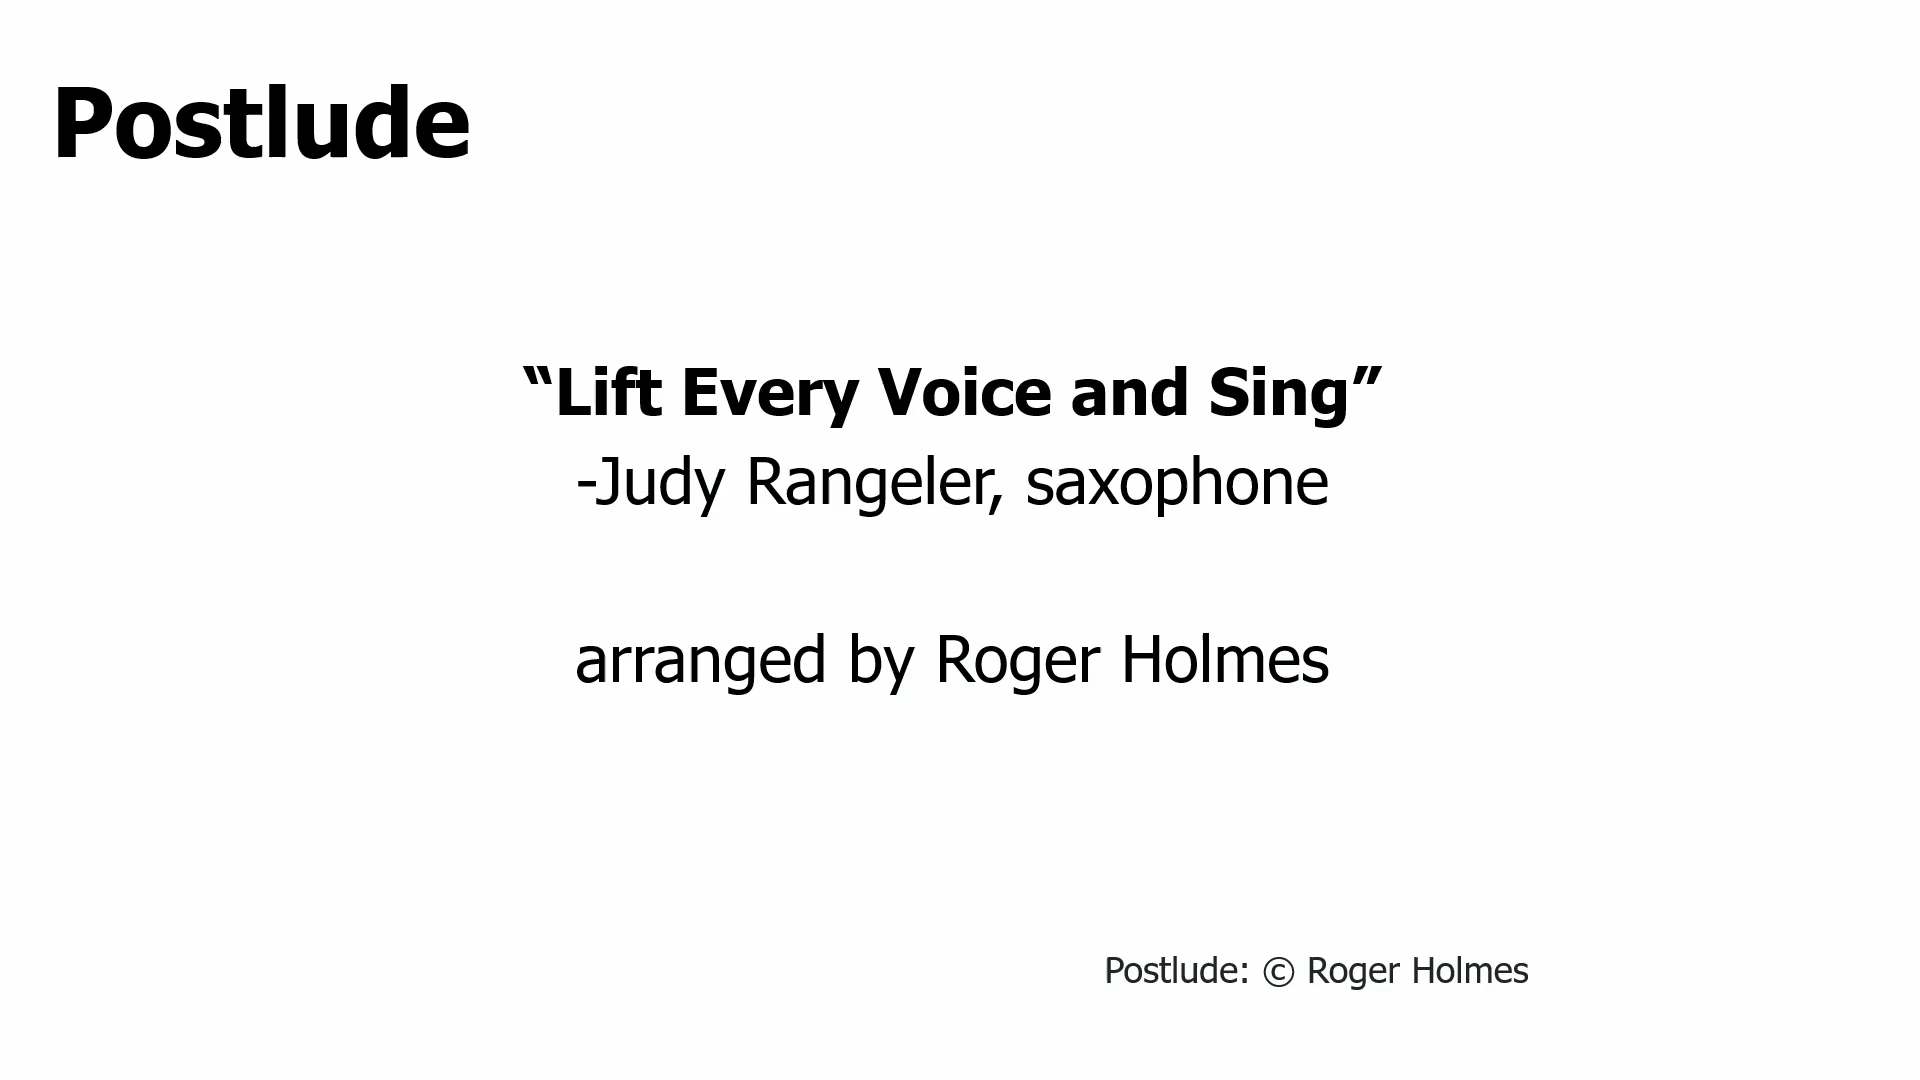 Postlude
“Lift Every Voice and Sing”
-Judy Rangeler, saxophone
arranged by Roger Holmes
Postlude: © Roger Holmes